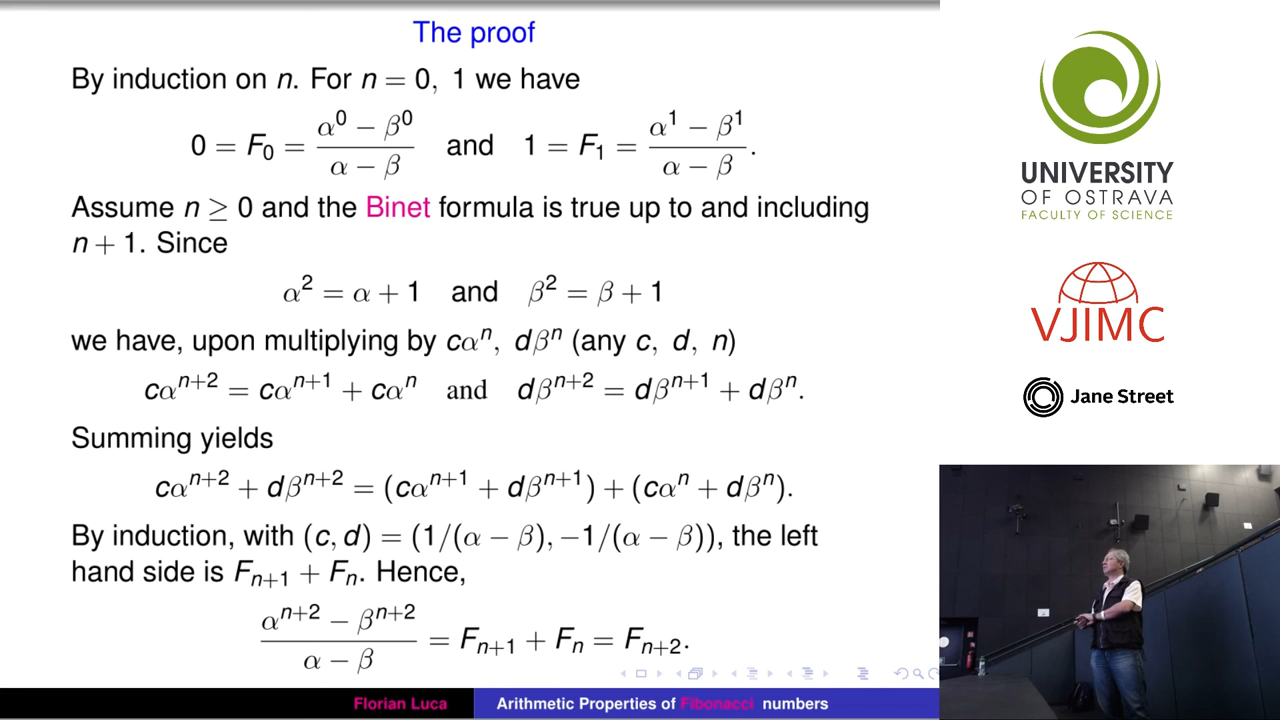 The proof
By induction on n. For n = 0, 1 we have
0 = F₀ = (α⁰ − β⁰)/(α − β) and 1 = F₁ = (α¹ − β¹)/(α − β).
Assume n ≥ 0 and the Binet formula is true up to and including
n + 1. Since
α² = α + 1 and β² = β + 1
we have, upon multiplying by cαⁿ, dβⁿ (any c, d, n)
cαⁿ⁺² = cαⁿ⁺¹ + cαⁿ and dβⁿ⁺² = dβⁿ⁺¹ + dβⁿ.
Summing yields
cαⁿ⁺² + dβⁿ⁺² = (cαⁿ⁺¹ + dβⁿ⁺¹) + (cαⁿ + dβⁿ).
By induction, with (c, d) = (1/(α − β), −1/(α − β)), the left
hand side is Fₙ₊₁ + Fₙ. Hence,
(αⁿ⁺² − βⁿ⁺²)/(α − β) = Fₙ₊₁ + Fₙ = Fₙ₊₂.
Florian Luca Arithmetic Properties of Fibonacci numbers
UNIVERSITY
OF OSTRAVA
FACULTY OF SCIENCE
VJIMC
Jane Street